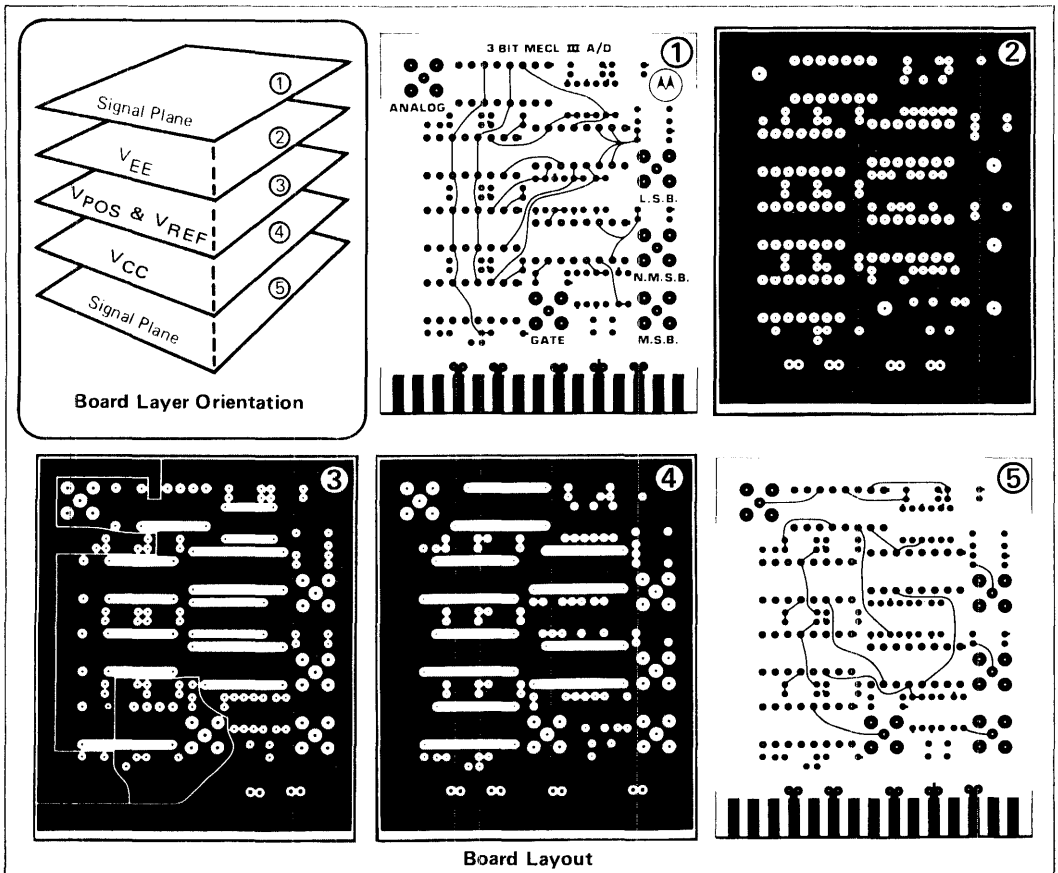 Signal Plane
①
VEE
②
VPOS & VREF
③
VCC
④
Signal Plane
⑤
Board Layer Orientation
3 BIT MECL III A/D
①
ANALOG
L.S.B.
N.M.S.B.
GATE
M.S.B.
②
③
④
⑤
Board Layout